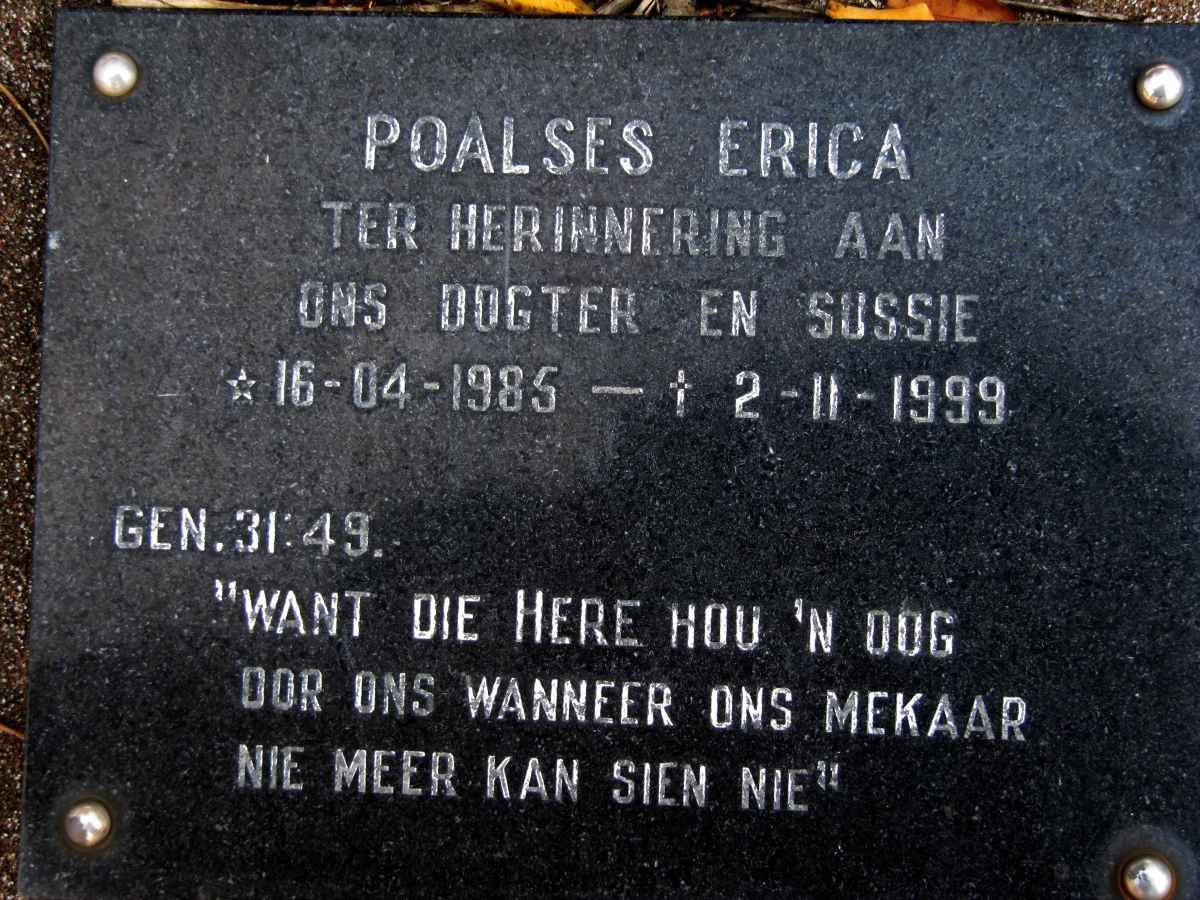 POALSES ERICA
TER HERINNERING AAN
ONS DOGTER EN SUSSIE
☆16-04-1985 — † 2-11-1999
GEN.31:49.
"WANT DIE HERE HOU 'N OOG
OOR ONS WANNEER ONS MEKAAR
NIE MEER KAN SIEN NIE"